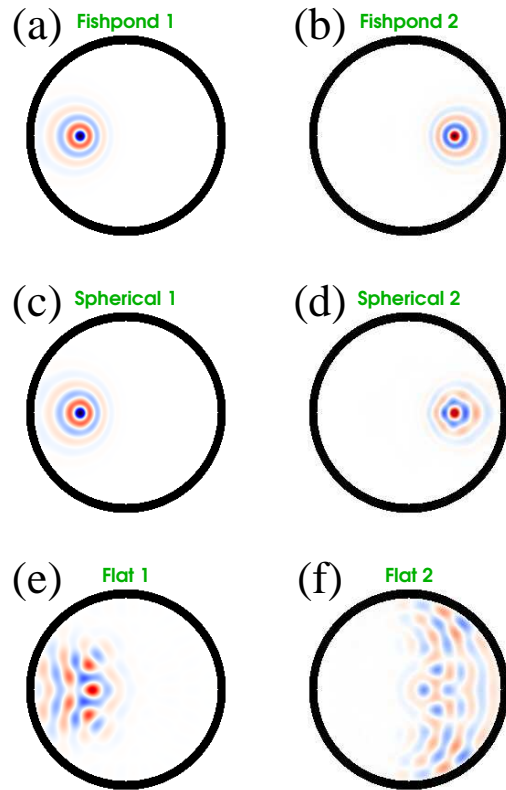 (a) Fishpond 1
(b) Fishpond 2
(c) Spherical 1
(d) Spherical 2
(e) Flat 1
(f) Flat 2